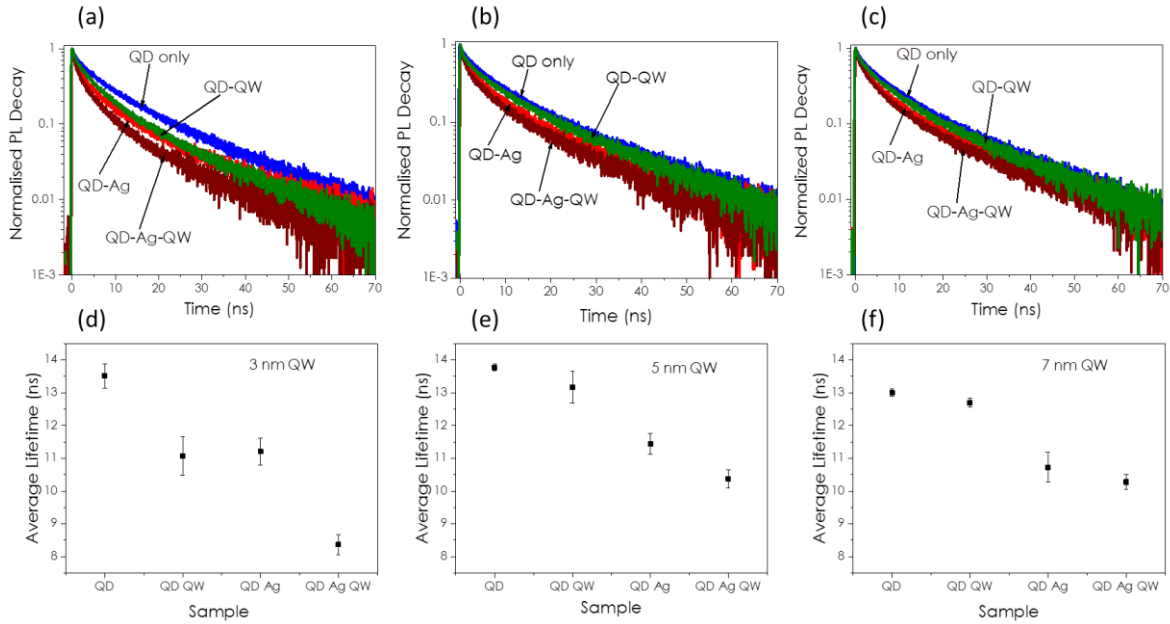 (a)
(b)
(c)
Normalised PL Decay
1
0.1
0.01
1E-3
QD only
QD-QW
QD-Ag
QD-Ag-QW
0 10 20 30 40 50 60 70
Time (ns)
Normalised PL Decay
1
0.1
0.01
1E-3
QD only
QD-QW
QD-Ag
QD-Ag-QW
0 10 20 30 40 50 60 70
Time (ns)
Normalized PL Decay
1
0.1
0.01
1E-3
QD only
QD-QW
QD-Ag
QD-Ag-QW
0 10 20 30 40 50 60 70
Time (ns)
(d)
(e)
(f)
Average Lifetime (ns)
14
13
12
11
10
9
8
3 nm QW
QD QD QW QD Ag QD Ag QW
Sample
Average Lifetime (ns)
14
13
12
11
10
9
8
5 nm QW
QD QD QW QD Ag QD Ag QW
Sample
Average Lifetime (ns)
14
13
12
11
10
9
8
7 nm QW
QD QD QW QD Ag QD Ag QW
Sample